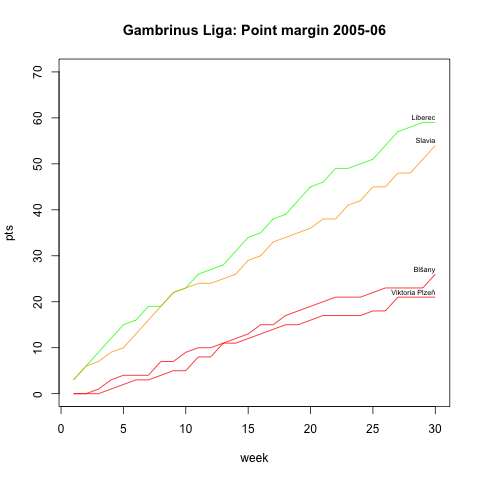 Gambrinus Liga: Point margin 2005-06
pts
70
60
50
40
30
20
10
0
Liberec
Slavia
Blšany
Viktoria Plzeň
0 5 10 15 20 25 30
week